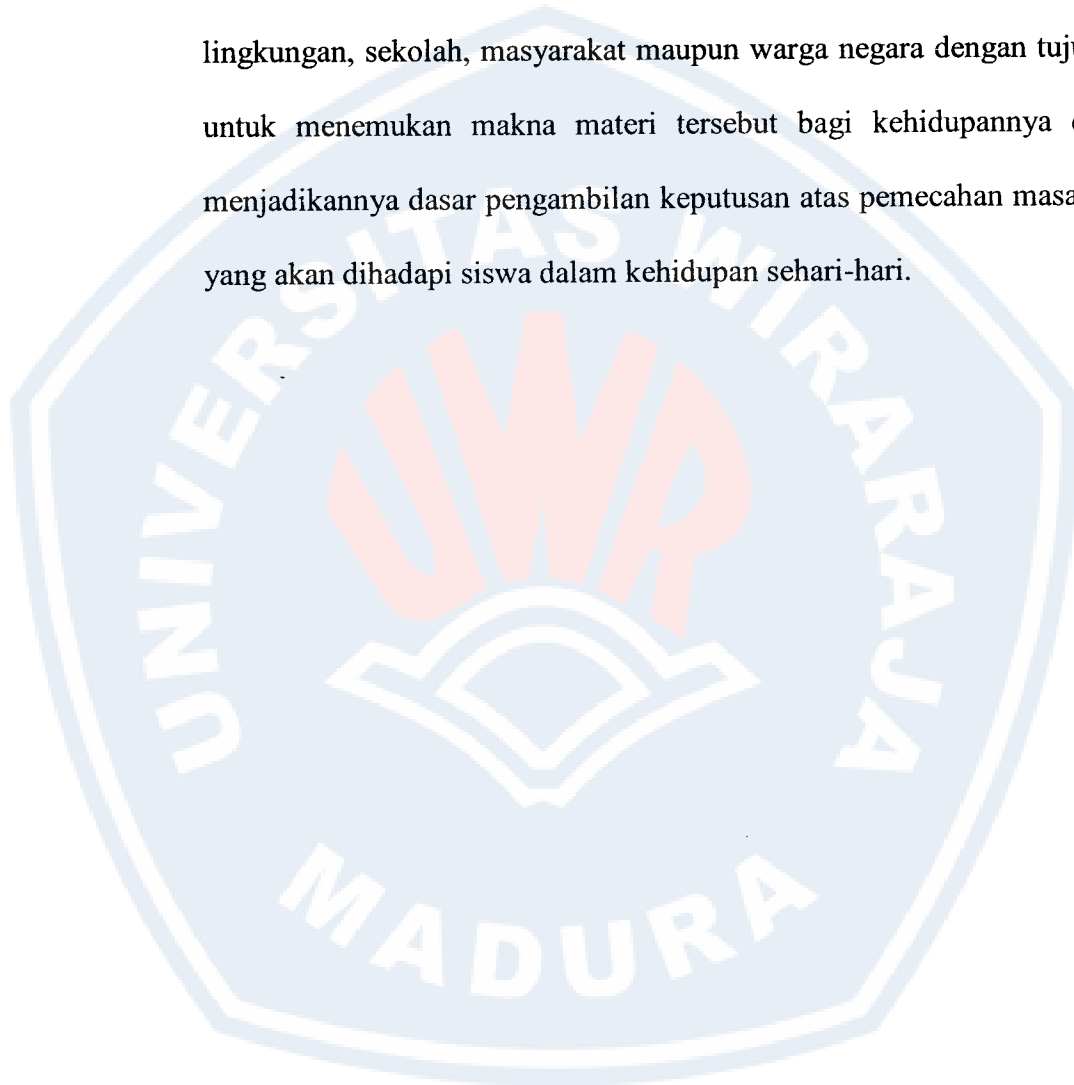 lingkungan, sekolah, masyarakat maupun warga negara dengan tuju
untuk menemukan makna materi tersebut bagi kehidupannya
menjadikannya dasar pengambilan keputusan atas pemecahan masa
yang akan dihadapi siswa dalam kehidupan sehari-hari.
UNIVERSITAS WIRARAJA
UWR
MADURA